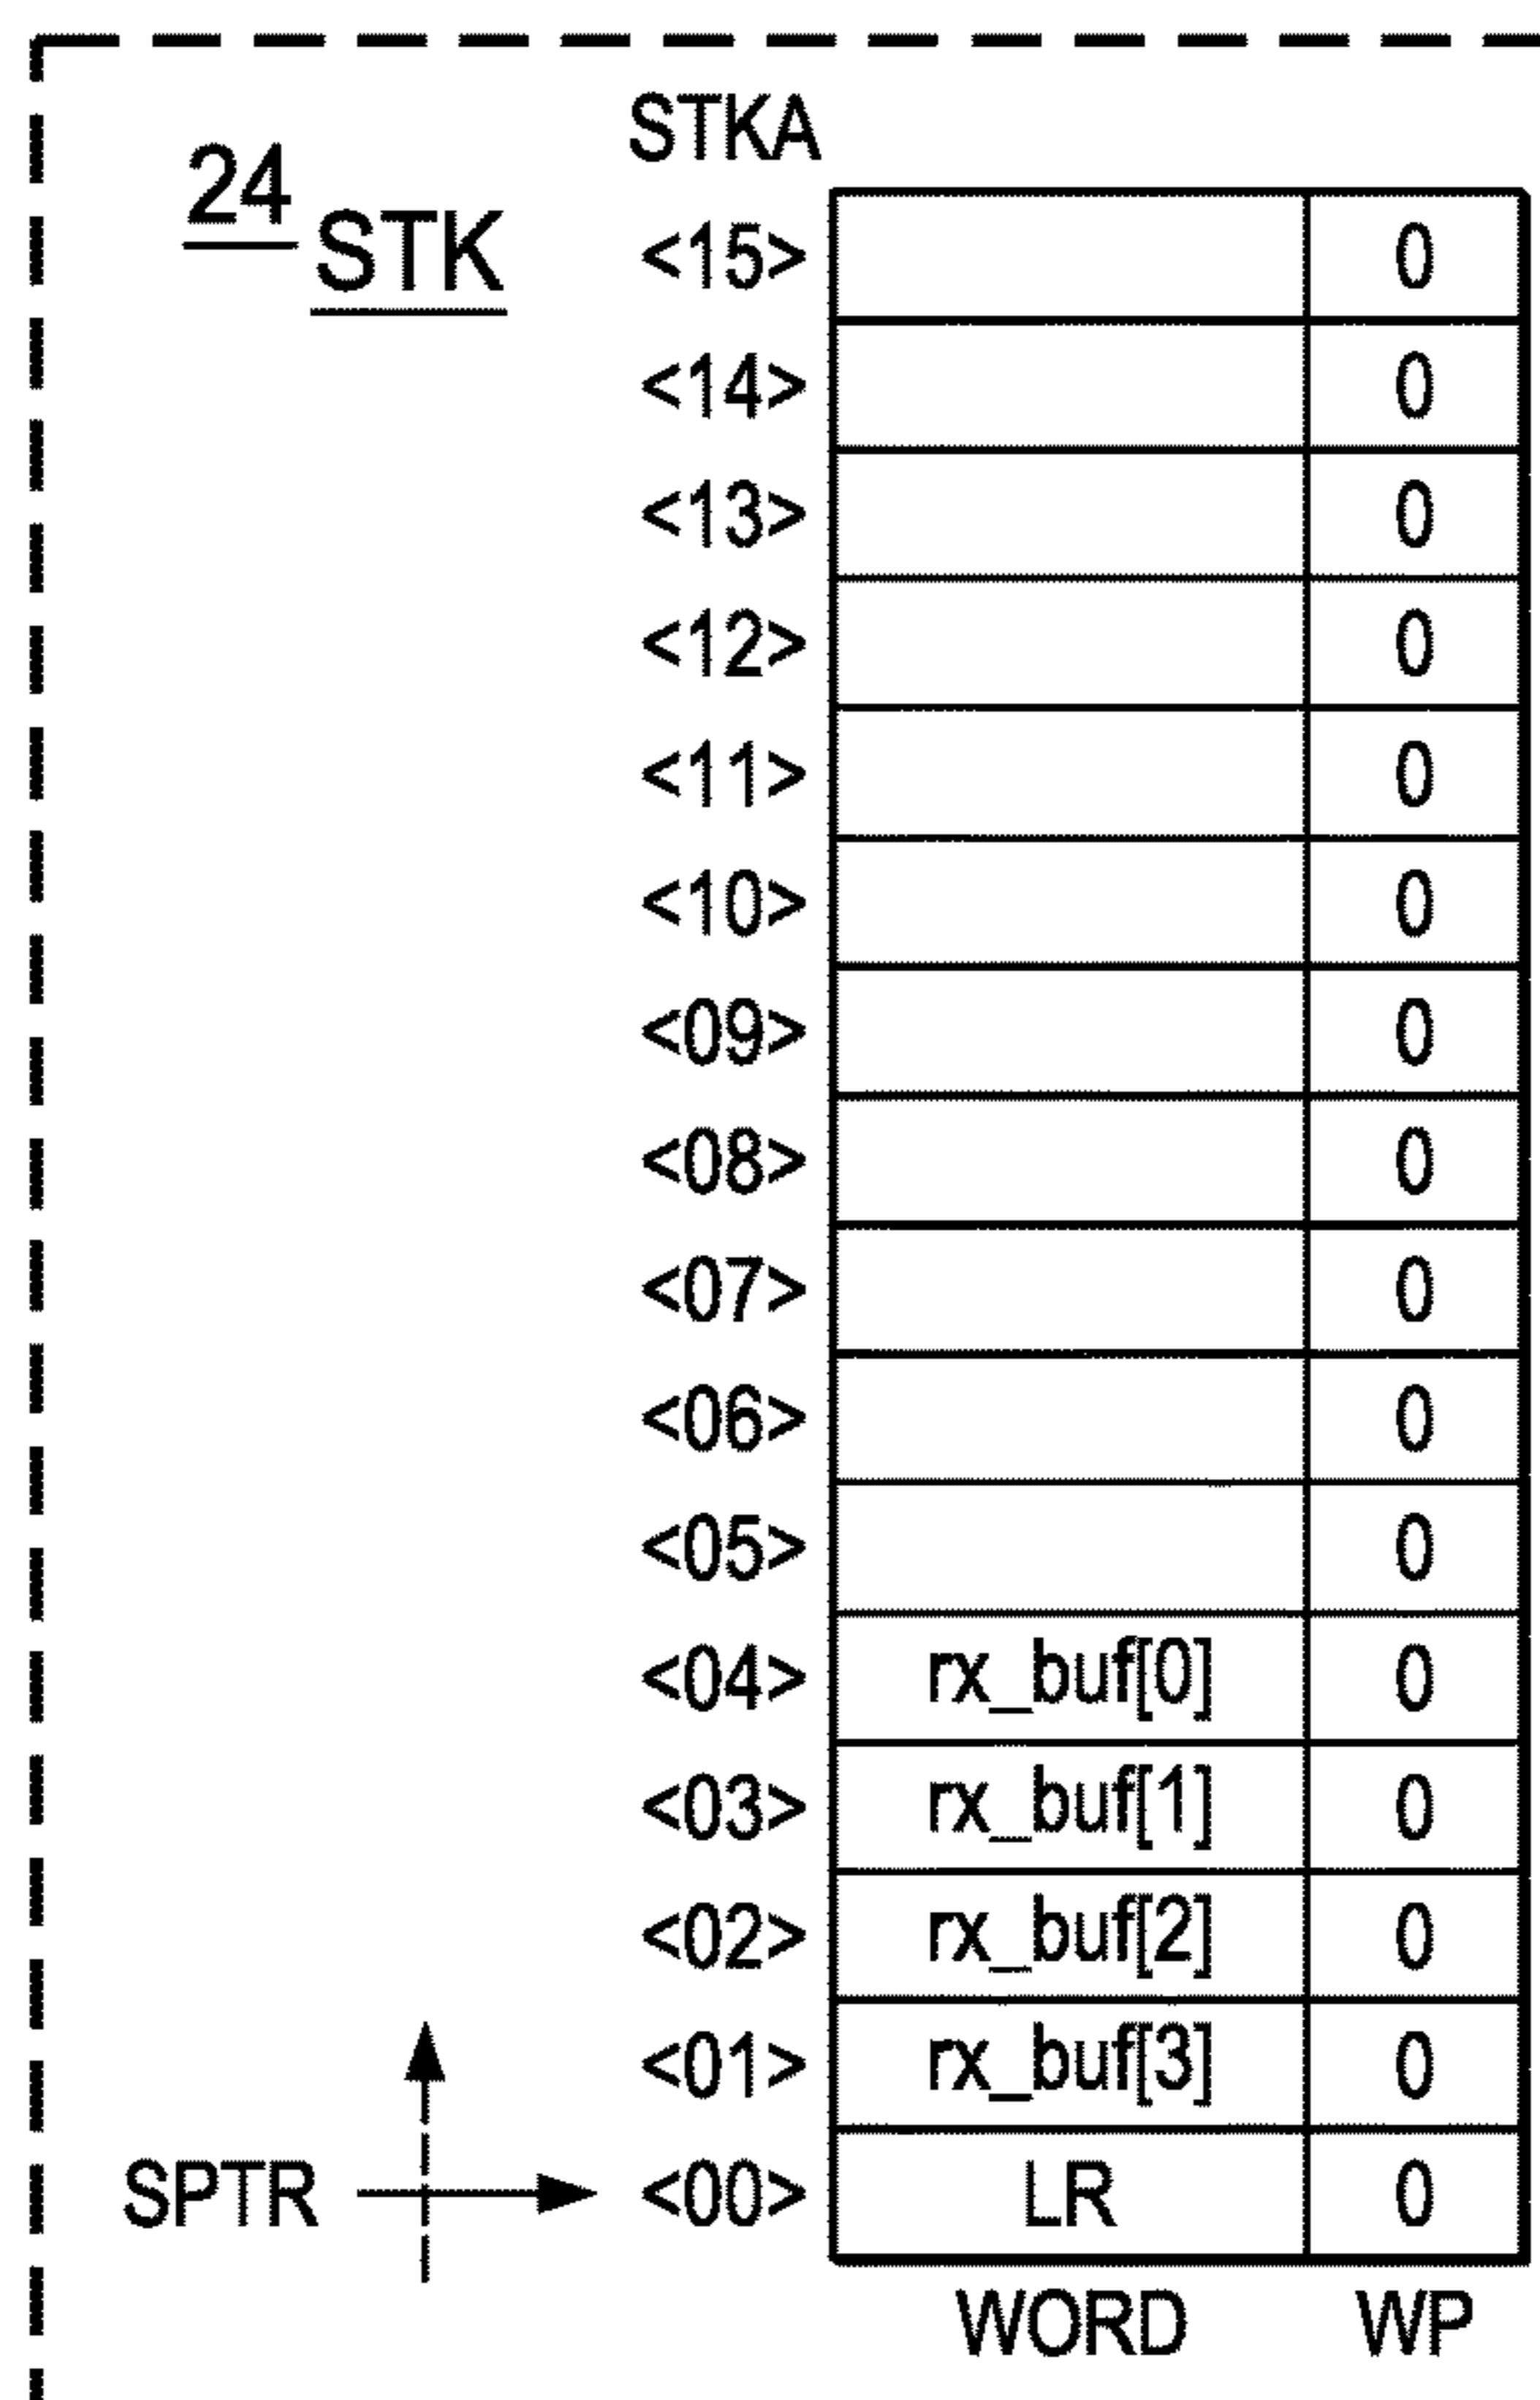 STKA
24
STK
<15> 0
<14> 0
<13> 0
<12> 0
<11> 0
<10> 0
<09> 0
<08> 0
<07> 0
<06> 0
<05> 0
<04> rx_buf[0] 0
<03> rx_buf[1] 0
<02> rx_buf[2] 0
<01> rx_buf[3] 0
SPTR <00> LR 0
WORD WP